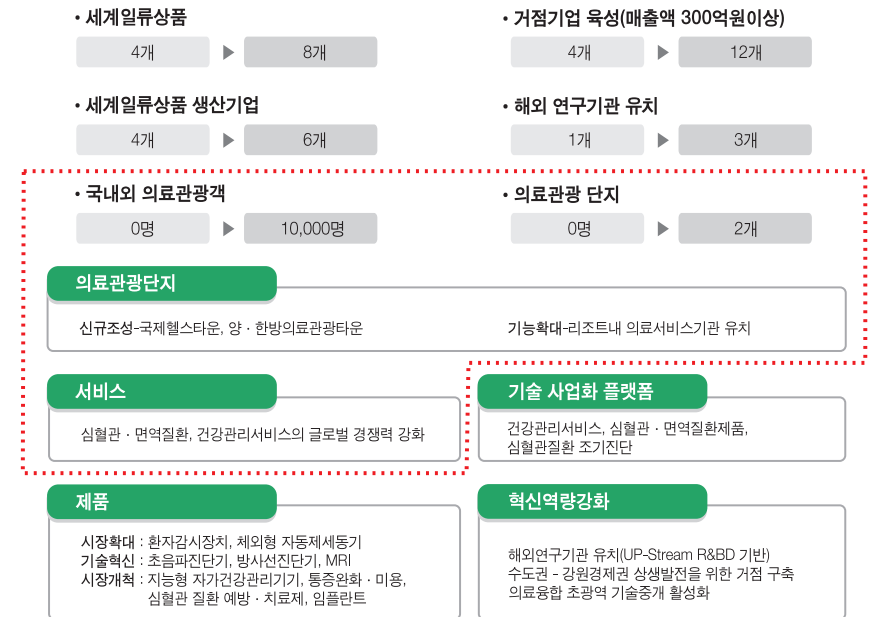 • 세계일류상품
4개 ▶ 8개
• 거점기업 육성(매출액 300억원이상)
4개 ▶ 12개
• 세계일류상품 생산기업
4개 ▶ 6개
• 해외 연구기관 유치
1개 ▶ 3개
• 국내외 의료관광객
0명 ▶ 10,000명
• 의료관광 단지
0명 ▶ 2개
의료관광단지
신규조성-국제헬스타운, 양 · 한방의료관광타운
기능확대-리조트내 의료서비스기관 유치
서비스
심혈관 · 면역질환, 건강관리서비스의 글로벌 경쟁력 강화
기술 사업화 플랫폼
건강관리서비스, 심혈관 · 면역질환제품,
심혈관질환 조기진단
제품
시장확대 : 환자감시장치, 체외형 자동제세동기
기술혁신 : 초음파진단기, 방사선진단기, MRI
시장개척 : 지능형 자가건강관리기기, 통증완화 · 미용,
심혈관 질환 예방 · 치료제, 임플란트
혁신역량강화
해외연구기관 유치(UP-Stream R&BD 기반)
수도권 - 강원경제권 상생발전을 위한 거점 구축
의료융합 초광역 기술중개 활성화